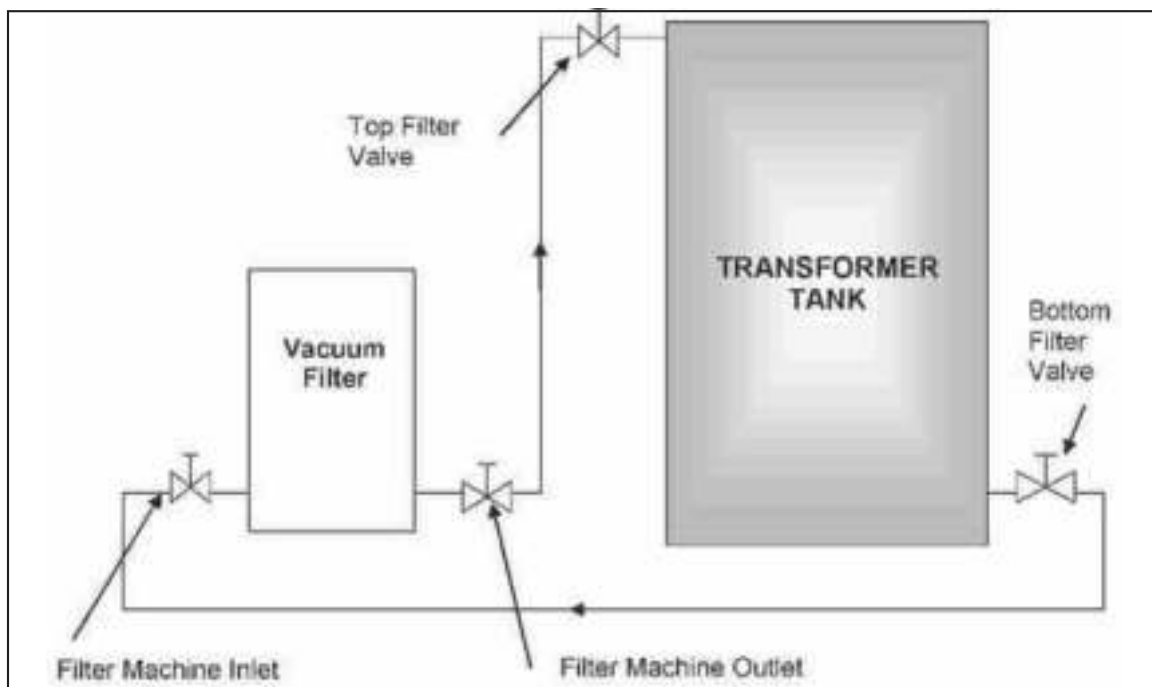 Top Filter
Valve
TRANSFORMER
TANK
Bottom
Filter
Valve
Vacuum
Filter
Filter Machine Inlet
Filter Machine Outlet